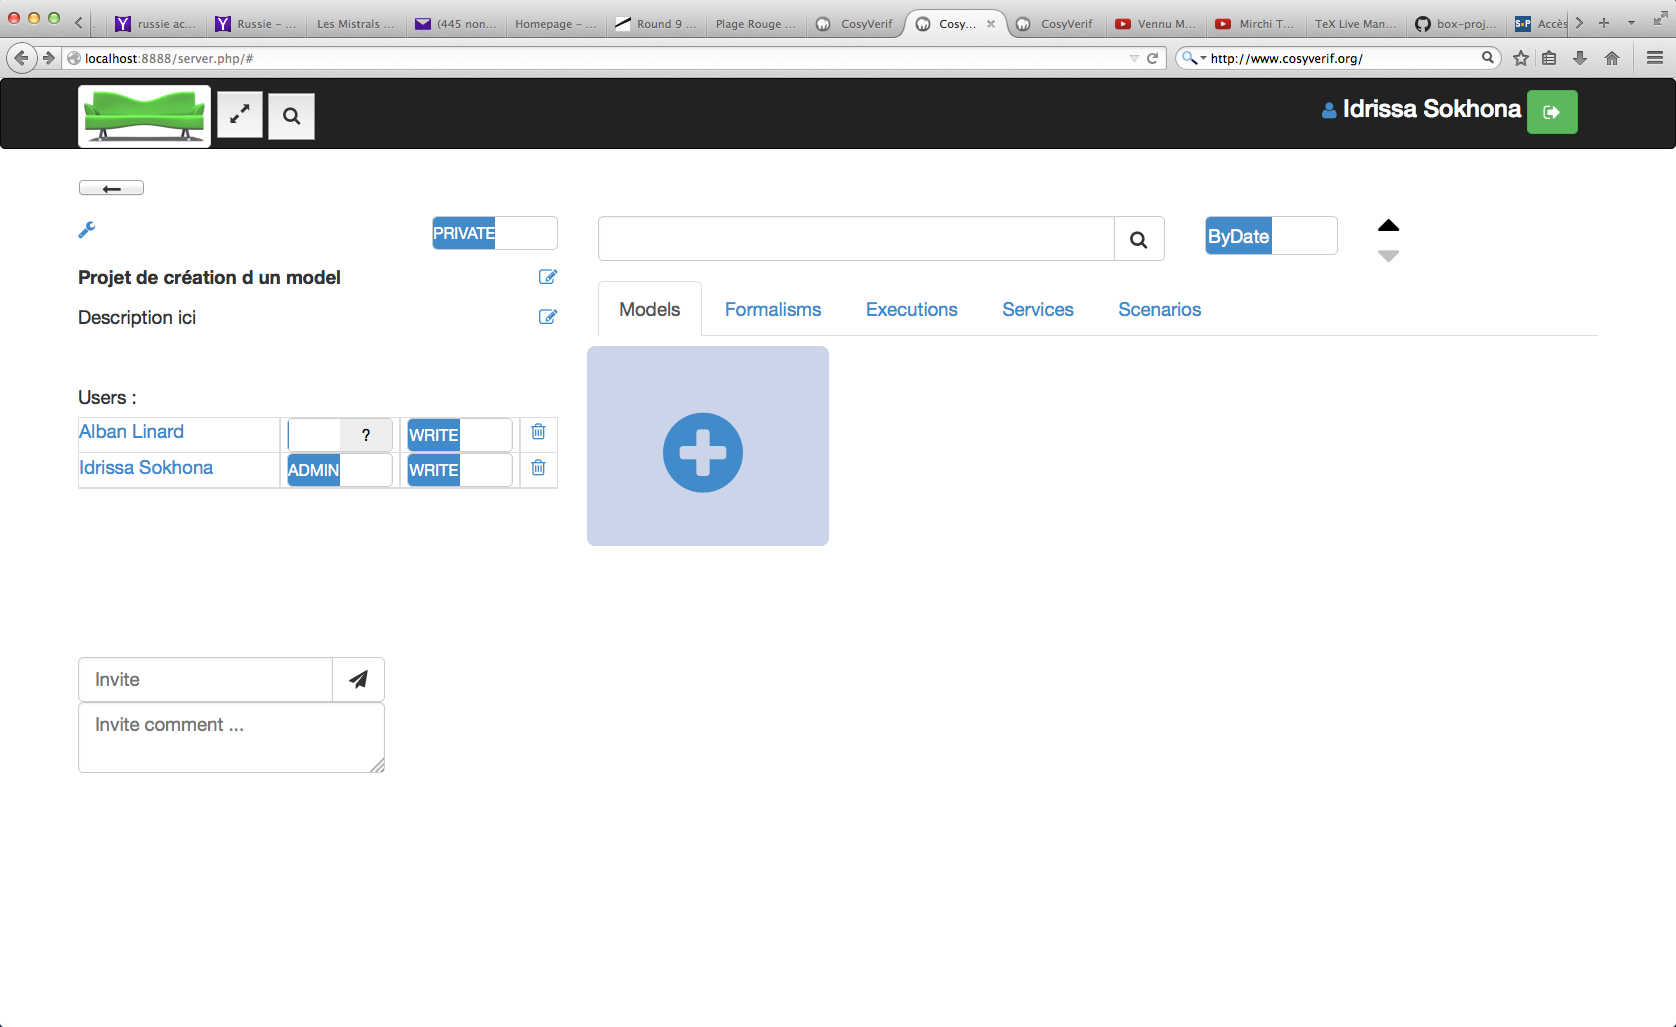 russie ac...
Russie – ...
Les Mistrals ...
(445 non...
Homepage – ...
Round 9 ...
Plage Rouge ...
CosyVerif
Cosy...
CosyVerif
Vennu M...
Mirchi T...
TeX Live Man...
box-proj...
Accès
localhost:8888/server.php/#
http://www.cosyverif.org/
Idrissa Sokhona
PRIVATE
ByDate
Projet de création d un model
Description ici
Models Formalisms Executions Services Scenarios
Users :
Alban Linard ? WRITE
Idrissa Sokhona ADMIN WRITE
Invite
Invite comment ...